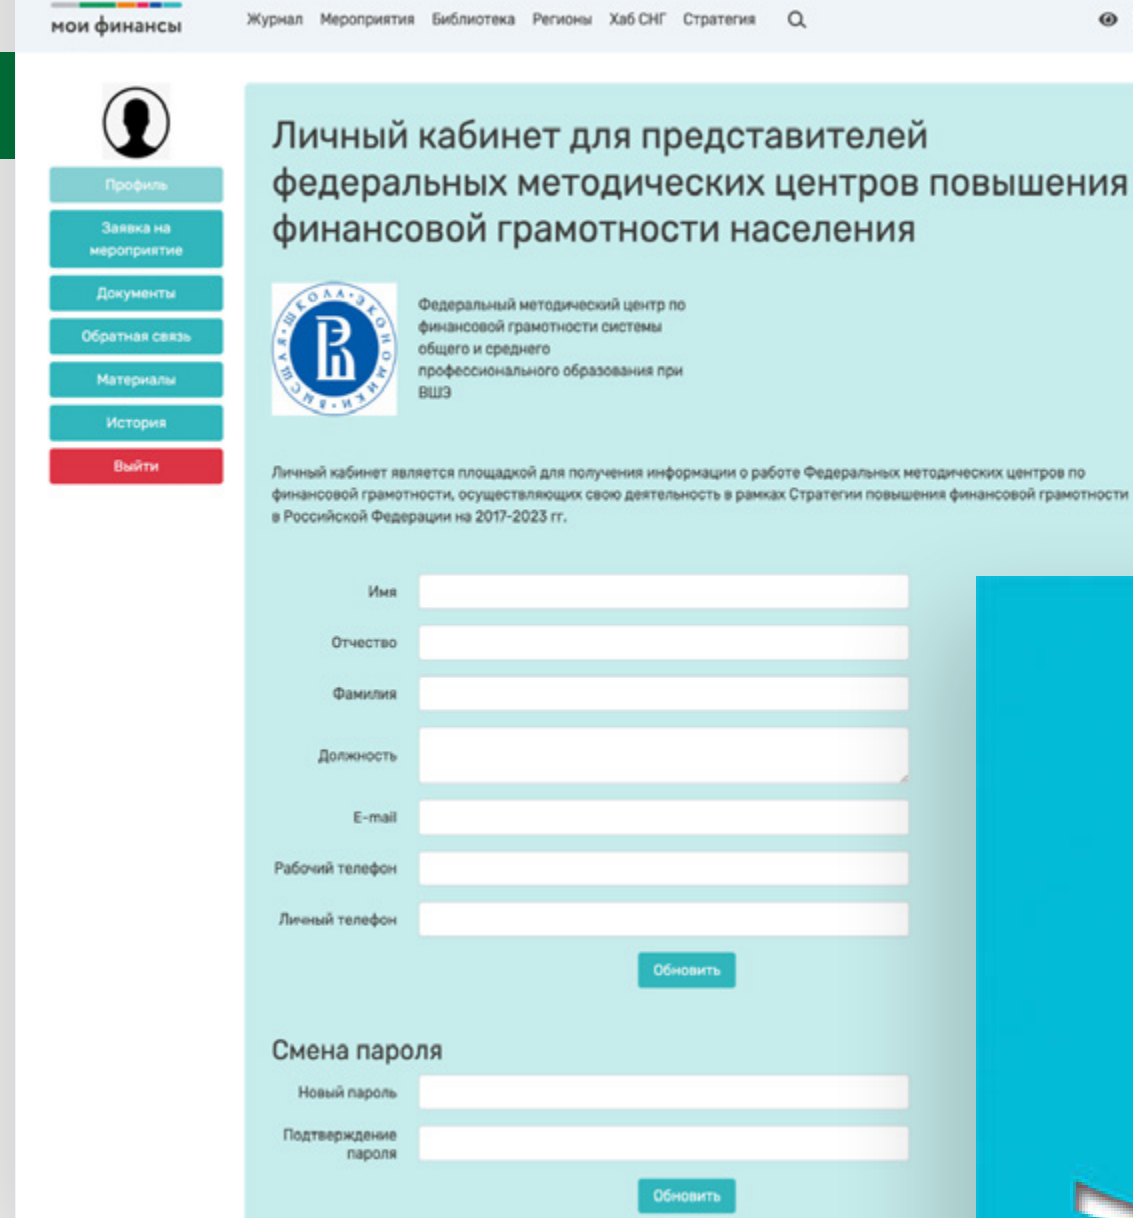 мои финансы
Журнал Мероприятия Библиотека Регионы Хаб СНГ Стратегия
Профиль
Заявка на
мероприятие
Документы
Обратная связь
Материалы
История
Выйти
Личный кабинет для представителей
федеральных методических центров повышения
финансовой грамотности населения
ВЫСШАЯ ШКОЛА ЭКОНОМИКИ
Федеральный методический центр по
финансовой грамотности системы
общего и среднего
профессионального образования при
ВШЭ
Личный кабинет является площадкой для получения информации о работе Федеральных методических центров по
финансовой грамотности, осуществляющих свою деятельность в рамках Стратегии повышения финансовой грамотности
в Российской Федерации на 2017-2023 гг.
Имя
Отчество
Фамилия
Должность
E-mail
Рабочий телефон
Личный телефон
Обновить
Смена пароля
Новый пароль
Подтверждение
пароля
Обновить